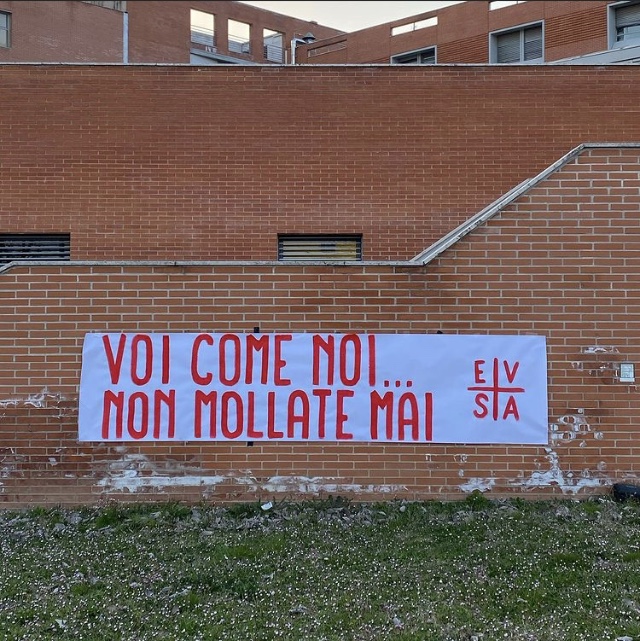 VOI COME NOI...
NON MOLLATE MAI
E V
S A